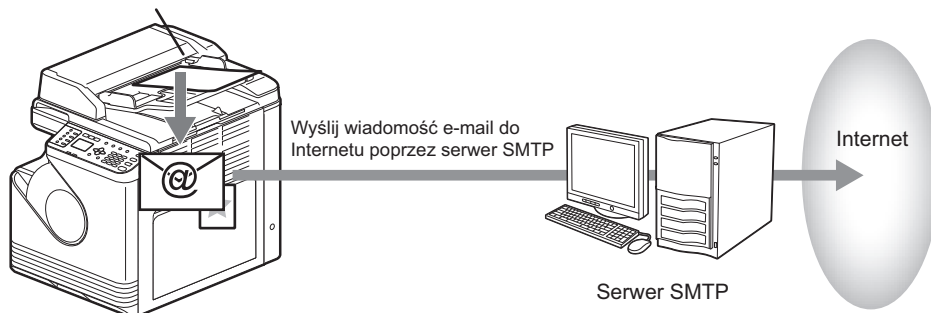 Wyślij wiadomość e-mail do
Internetu poprzez serwer SMTP
Internet
Serwer SMTP